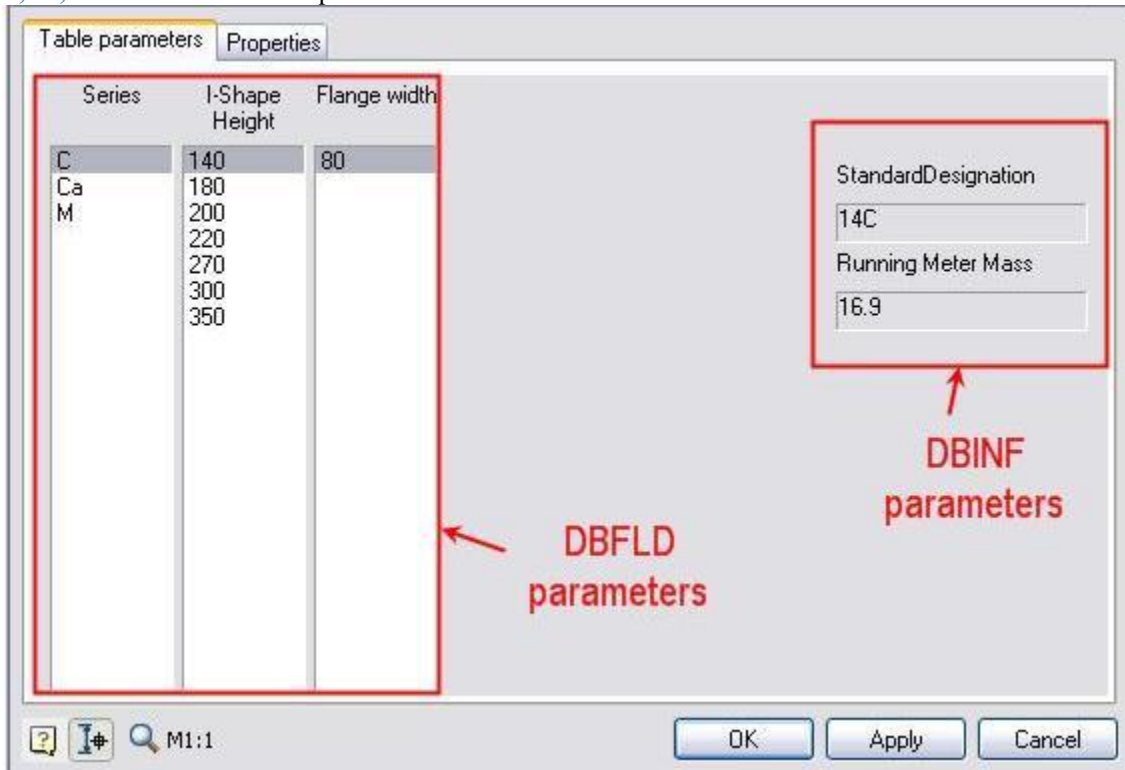 Table parameters Properties
Series I-Shape Height Flange width
C 140 80
Ca 180
M 200
220
270
300
350
StandardDesignation
14C
Running Meter Mass
16.9
DBINF
parameters
DBFLD
parameters
M1:1 OK Apply Cancel